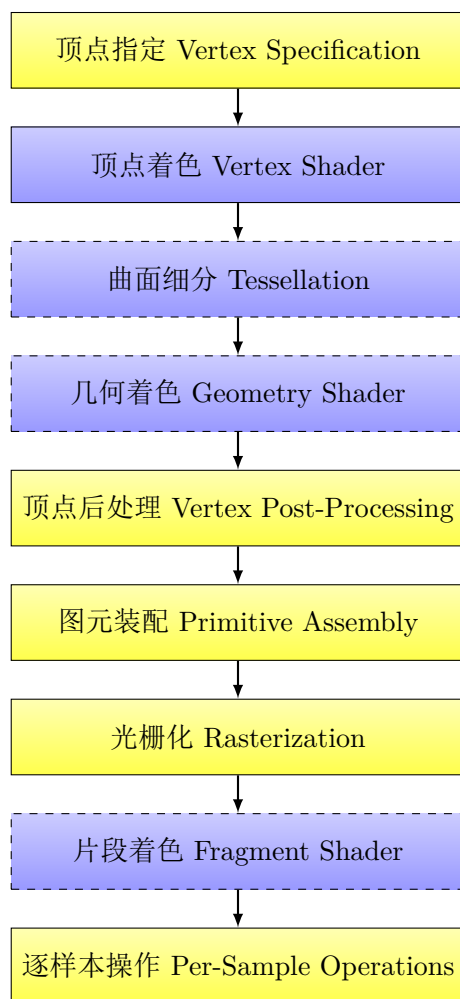 顶点指定 Vertex Specification
顶点着色 Vertex Shader
曲面细分 Tessellation
几何着色 Geometry Shader
顶点后处理 Vertex Post-Processing
图元装配 Primitive Assembly
光栅化 Rasterization
片段着色 Fragment Shader
逐样本操作 Per-Sample Operations